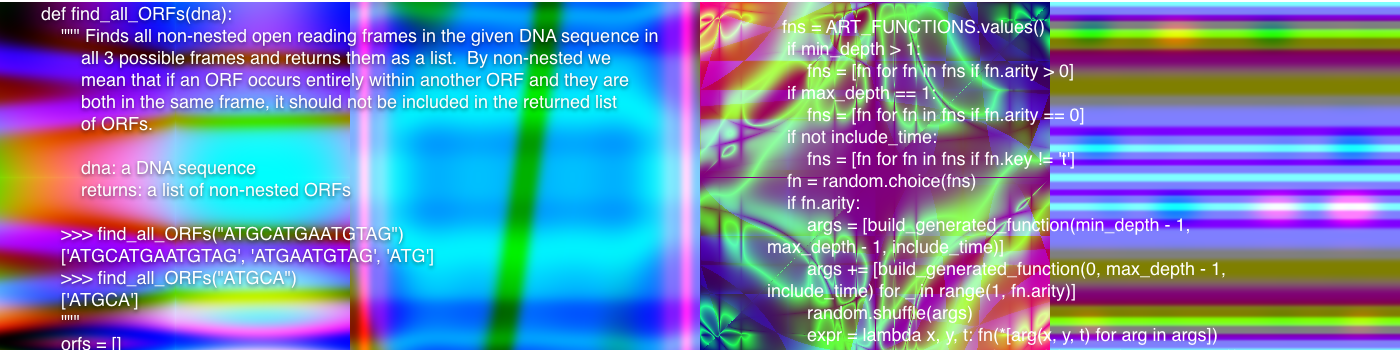 def find_all_ORFs(dna):
""" Finds all non-nested open reading frames in the given DNA sequence in
all 3 possible frames and returns them as a list.  By non-nested we
mean that if an ORF occurs entirely within another ORF and they are
both in the same frame, it should not be included in the returned list
of ORFs.
dna: a DNA sequence
returns: a list of non-nested ORFs
>>> find_all_ORFs("ATGCATGAATGTAG")
['ATGCATGAATGTAG', 'ATGAATGTAG', 'ATG']
>>> find_all_ORFs("ATGCA")
['ATGCA']
"""
orfs = []
fns = ART_FUNCTIONS.values()
if min_depth > 1:
fns = [fn for fn in fns if fn.arity > 0]
if max_depth == 1:
fns = [fn for fn in fns if fn.arity == 0]
if not include_time:
fns = [fn for fn in fns if fn.key != 't']
fn = random.choice(fns)
if fn.arity:
args = [build_generated_function(min_depth - 1,
max_depth - 1, include_time)]
args += [build_generated_function(0, max_depth - 1,
include_time) for _ in range(1, fn.arity)]
random.shuffle(args)
expr = lambda x, y, t: fn(*[arg(x, y, t) for arg in args])